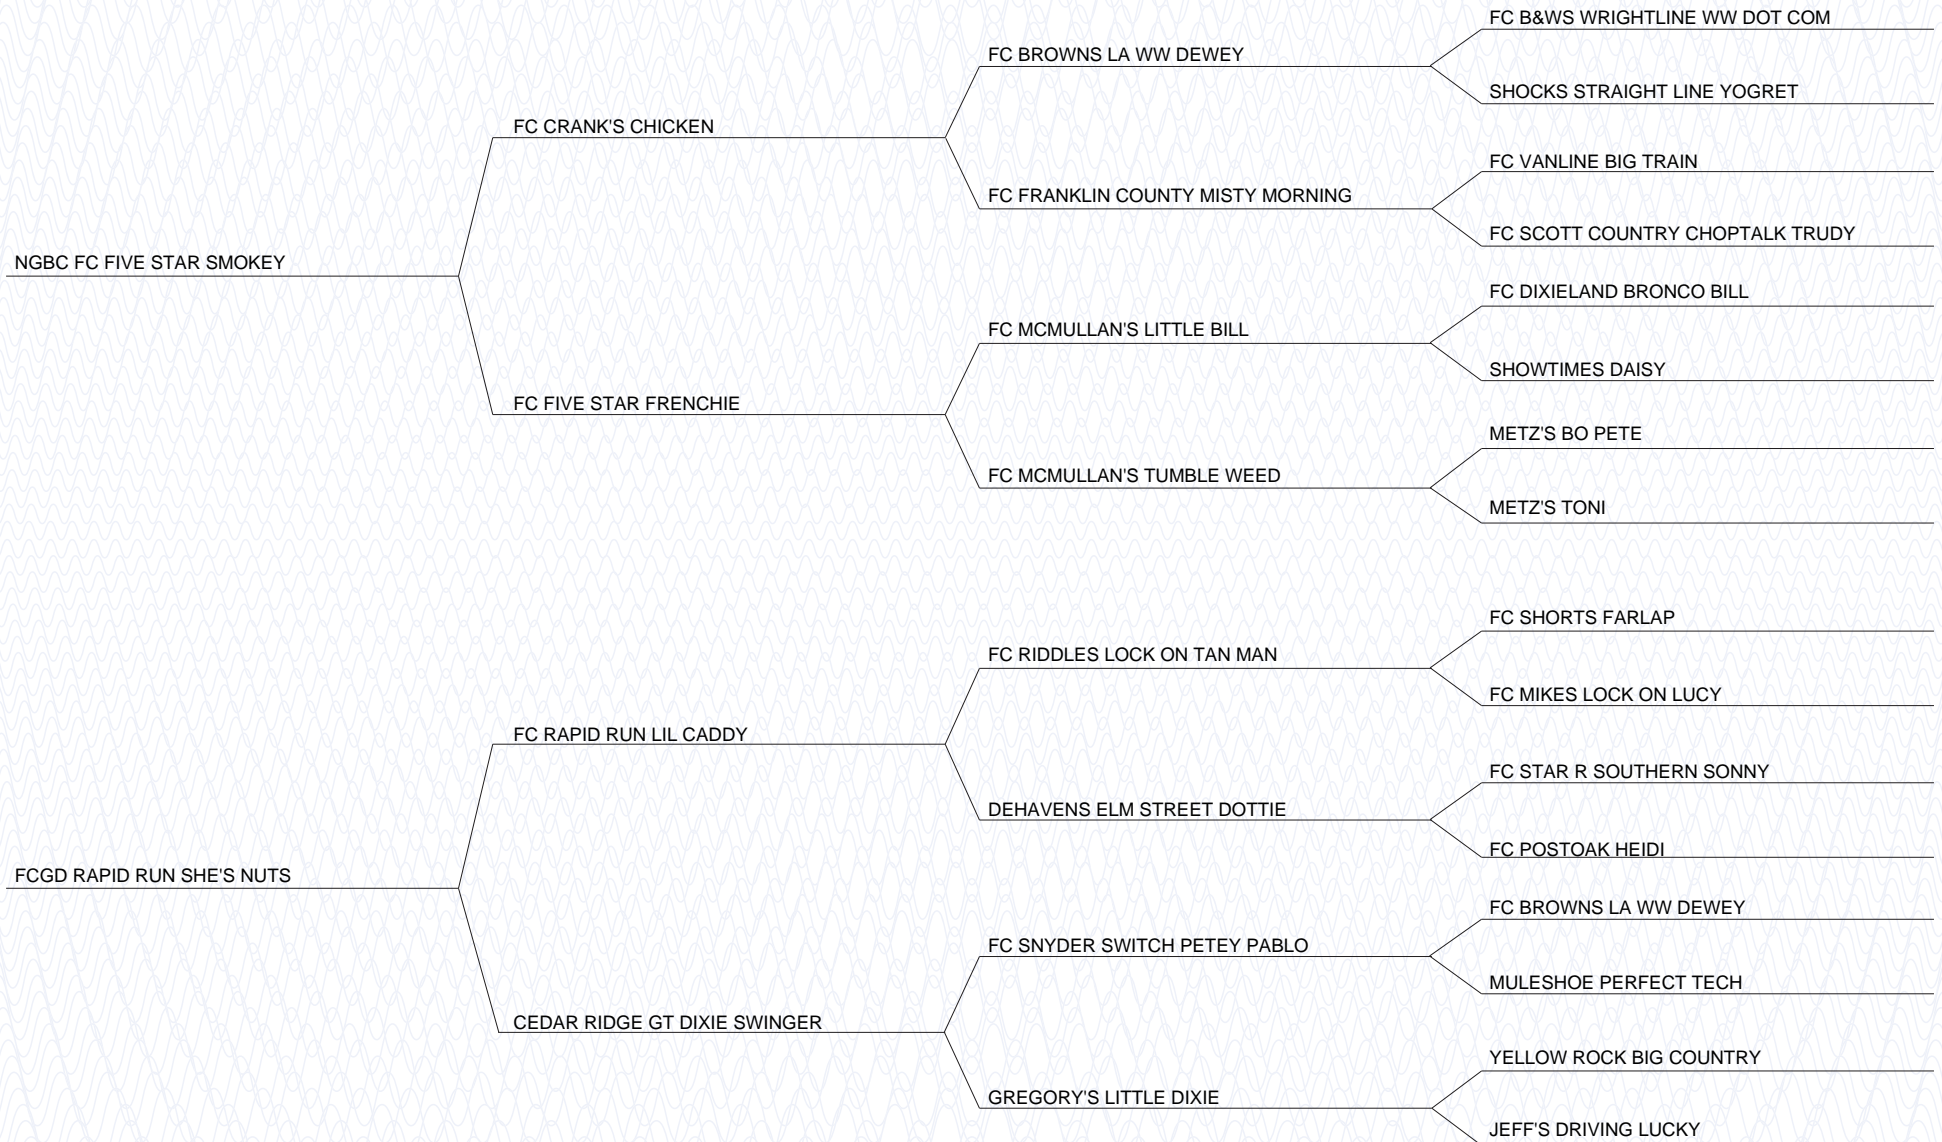 FC B&WS WRIGHTLINE WW DOT COM
FC BROWNS LA WW DEWEY
SHOCKS STRAIGHT LINE YOGRET
FC CRANK'S CHICKEN
FC VANLINE BIG TRAIN
FC FRANKLIN COUNTY MISTY MORNING
FC SCOTT COUNTRY CHOPTALK TRUDY
NGBC FC FIVE STAR SMOKEY
FC DIXIELAND BRONCO BILL
FC MCMULLAN'S LITTLE BILL
SHOWTIMES DAISY
FC FIVE STAR FRENCHIE
METZ'S BO PETE
FC MCMULLAN'S TUMBLE WEED
METZ'S TONI
FC SHORTS FARLAP
FC RIDDLES LOCK ON TAN MAN
FC MIKES LOCK ON LUCY
FC RAPID RUN LIL CADDY
FC STAR R SOUTHERN SONNY
DEHAVENS ELM STREET DOTTIE
FC POSTOAK HEIDI
FCGD RAPID RUN SHE'S NUTS
FC BROWNS LA WW DEWEY
FC SNYDER SWITCH PETEY PABLO
MULESHOE PERFECT TECH
CEDAR RIDGE GT DIXIE SWINGER
YELLOW ROCK BIG COUNTRY
GREGORY'S LITTLE DIXIE
JEFF'S DRIVING LUCKY